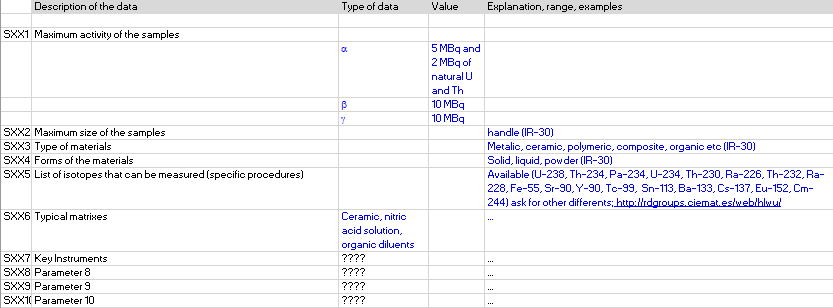 Description of the data Type of data Value Explanation, range, examples
SXX1 Maximum activity of the samples
α 5 MBq and
2 MBq of
natural U
and Th
β 10 MBq
γ 10 MBq
SXX2 Maximum size of the samples handle (IR-30)
SXX3 Type of materials Metalic, ceramic, polymeric, composite, organic etc (IR-30)
SXX4 Forms of the materials Solid, liquid, powder (IR-30)
SXX5 List of isotopes that can be measured (specific procedures) Available (U-238, Th-234, Pa-234, U-234, Th-230, Ra-226, Th-232, Ra-
228, Fe-55, Sr-90, Y-90, Tc-99, Sn-113, Ba-133, Cs-137, Eu-152, Cm-
244) ask for other differents; http://rdgroups.ciemat.es/web/hlwu/
SXX6 Typical matrixes Ceramic, nitric ...
acid solution,
organic diluents
SXX7 Key Instruments ???? ...
SXX8 Parameter 8 ???? ...
SXX9 Parameter 9 ???? ...
SXX1( Parameter 10 ???? ...